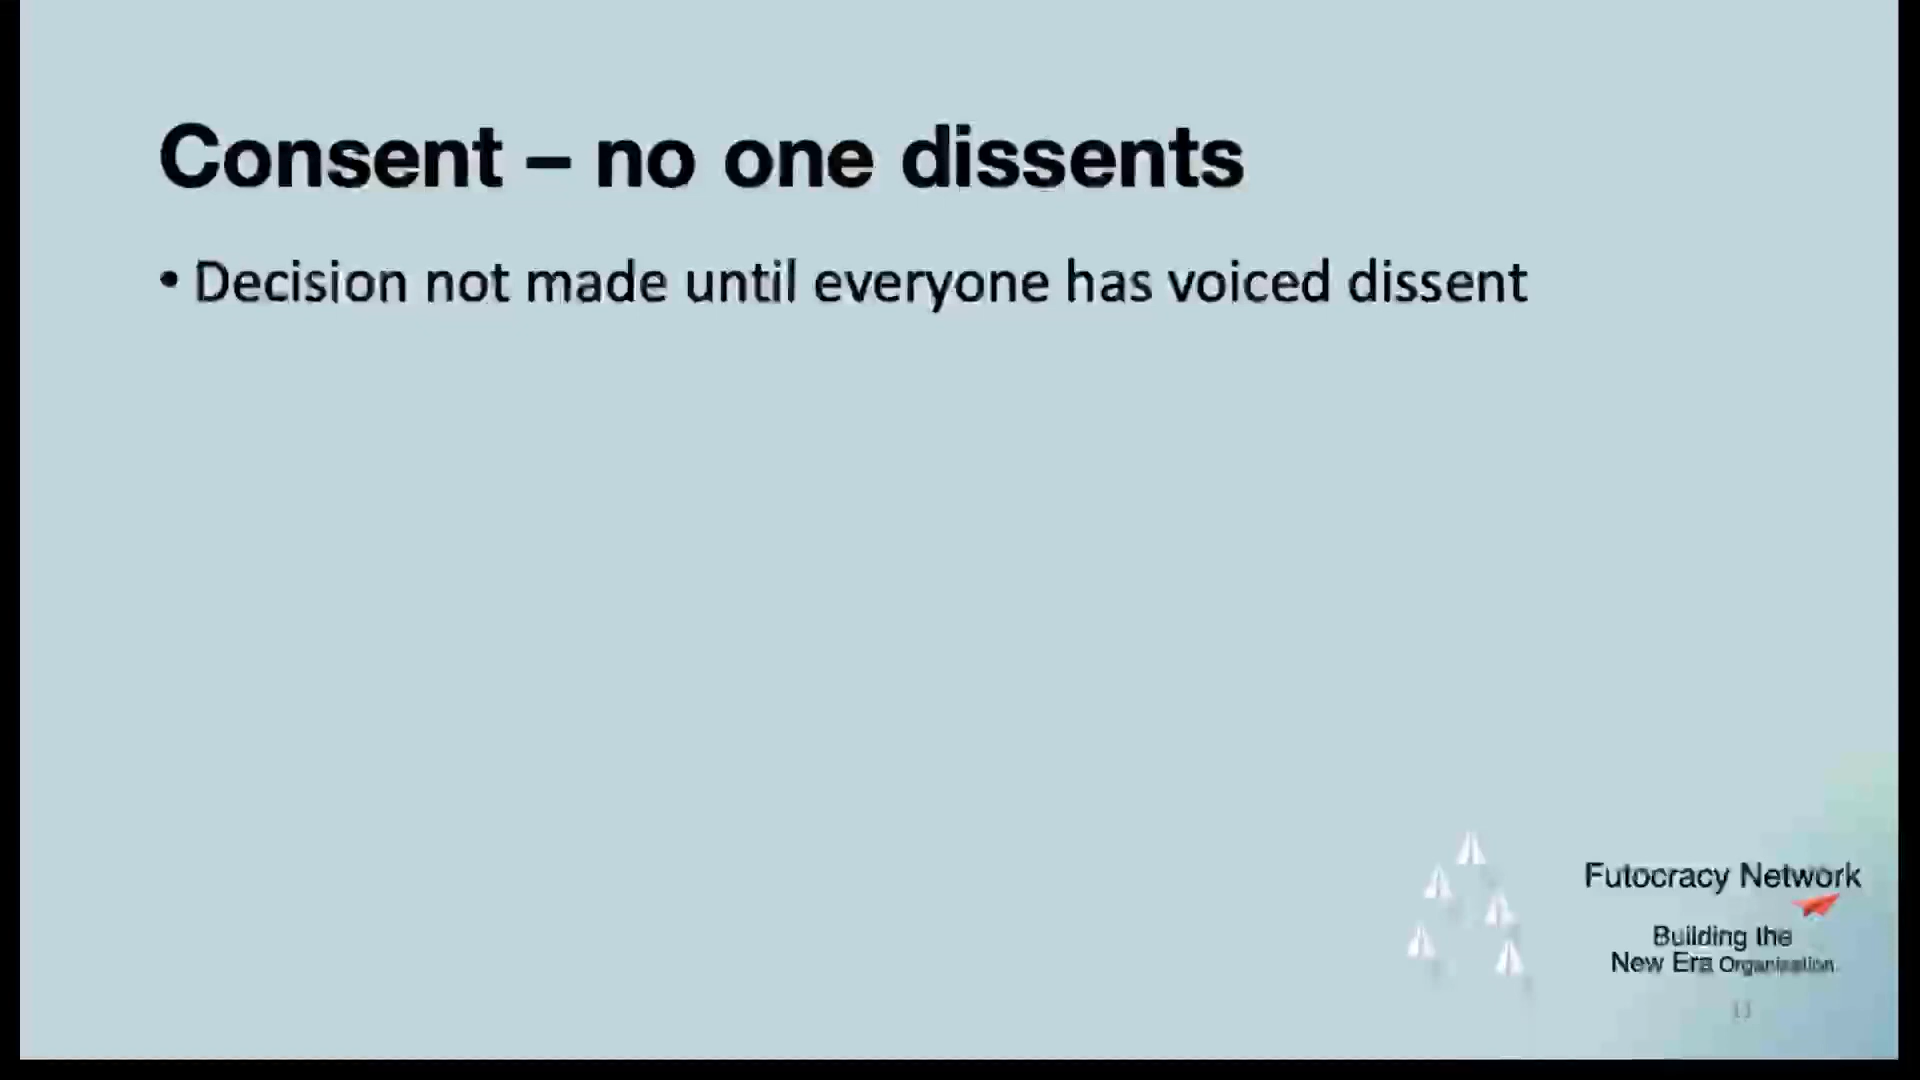 Consent – no one dissents
• Decision not made until everyone has voiced dissent
Futocracy Network
Building the
New Era Organisation
11